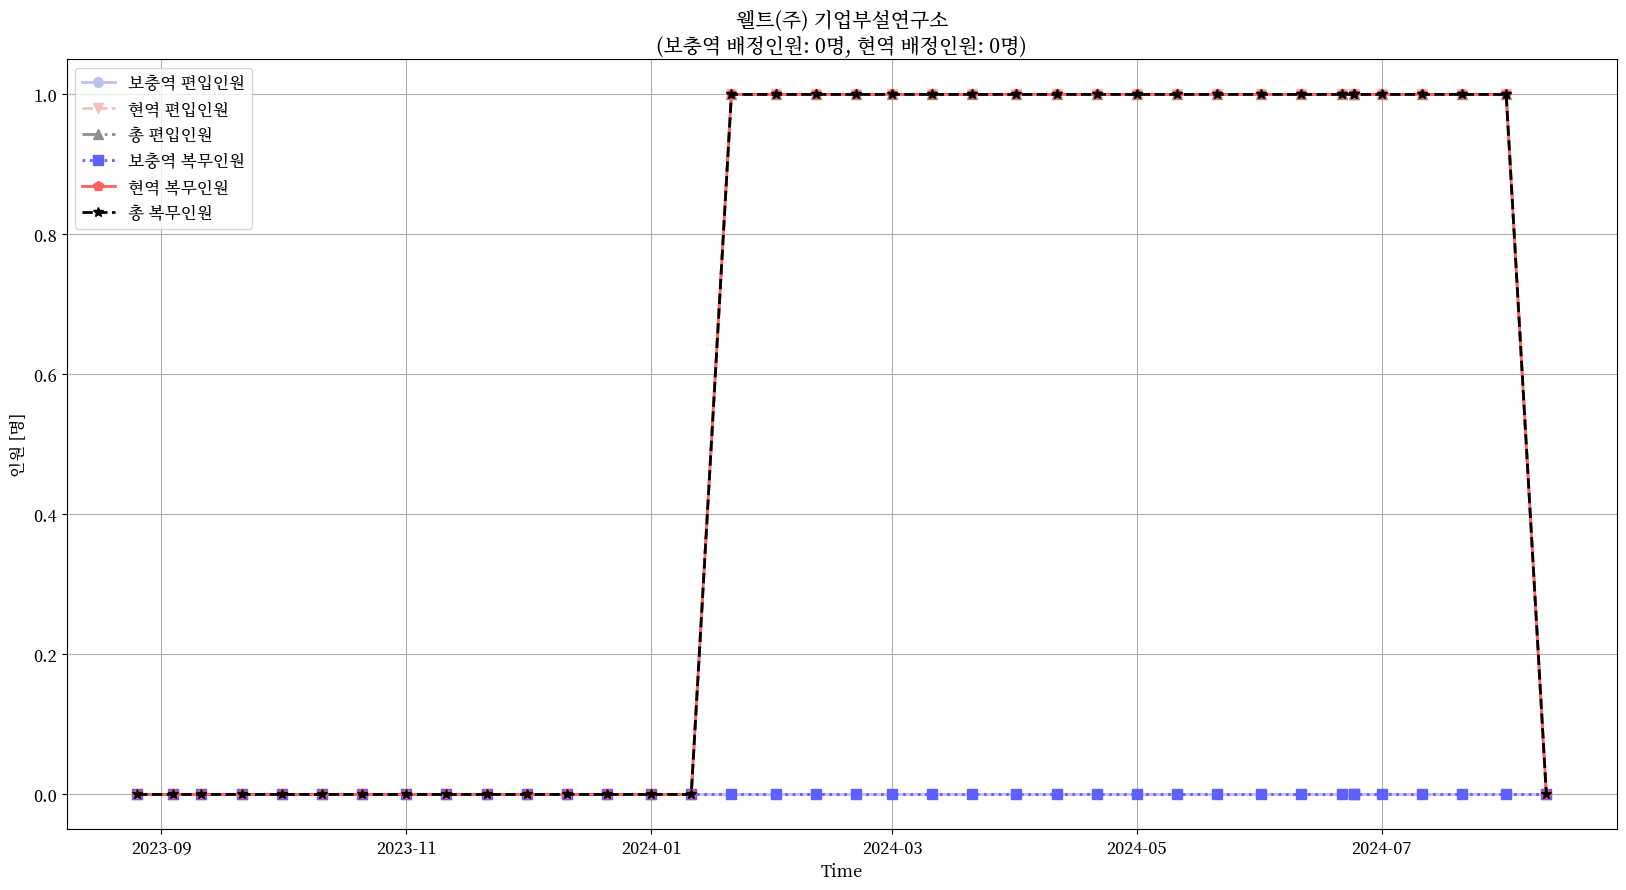 웰트(주) 기업부설연구소
(보충역 배정인원: 0명, 현역 배정인원: 0명)
보충역 편입인원
현역 편입인원
총 편입인원
보충역 복무인원
현역 복무인원
총 복무인원
1.0
0.8
0.6
0.4
0.2
0.0
인원 [명]
2023-09
2023-11
2024-01
2024-03
2024-05
2024-07
Time